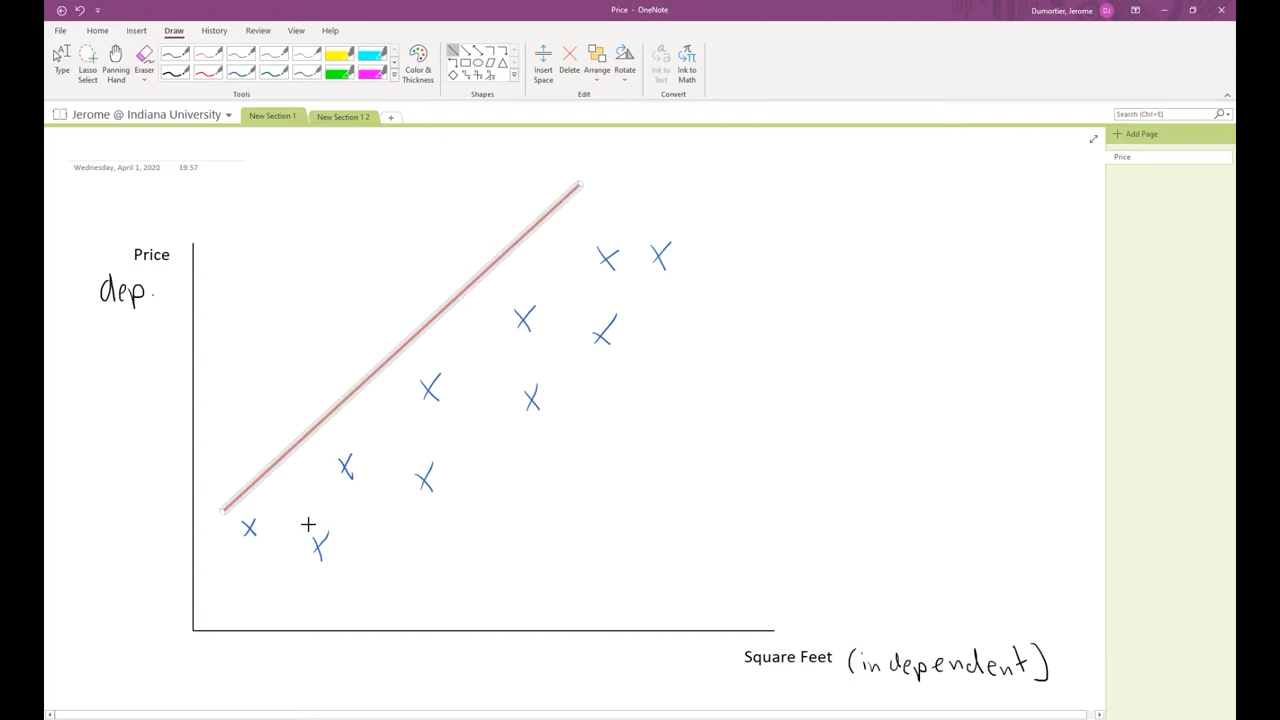 Price - OneNote
Dumortier, Jerome DJ
File Home Insert Draw History Review View Help
Type Lasso Select Panning Hand Eraser Color & Thickness Insert Space Delete Arrange Rotate Ink to Text Ink to Math
Tools Shapes Edit Convert
Jerome @ Indiana University New Section 1 New Section 1 2 Search (Ctrl+E)
Add Page
Price
Wednesday, April 1, 2020 19:57
Price
dep.
x x
x x
x x
x x
x x
Square Feet (independent)